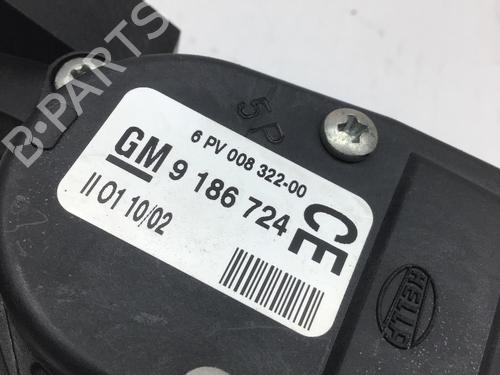 B-PARTS
5P
6 PV 008 322-00
GM 9 186 724
II 01 10/02
CE
HELLA